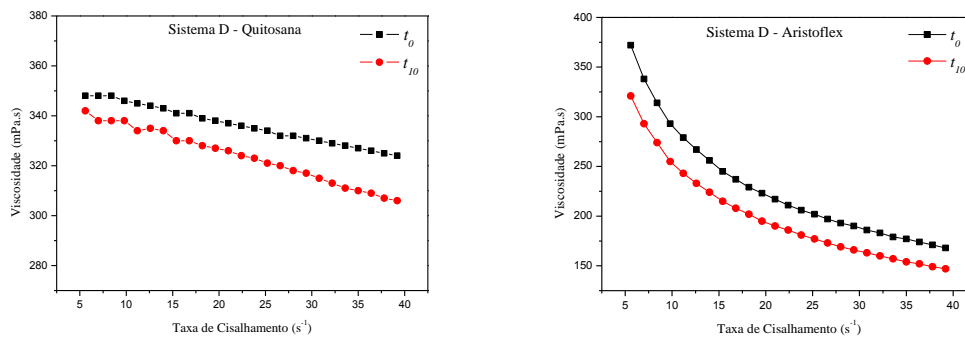 Sistema D - Quitosana
t0
t10
Viscosidade (mPa.s)
380
360
340
320
300
280
5 10 15 20 25 30 35 40
Taxa de Cisalhamento (s-1)
Sistema D - Aristoflex
t0
t10
Viscosidade (mPa.s)
400
350
300
250
200
150
5 10 15 20 25 30 35 40
Taxa de Cisalhamento (s-1)